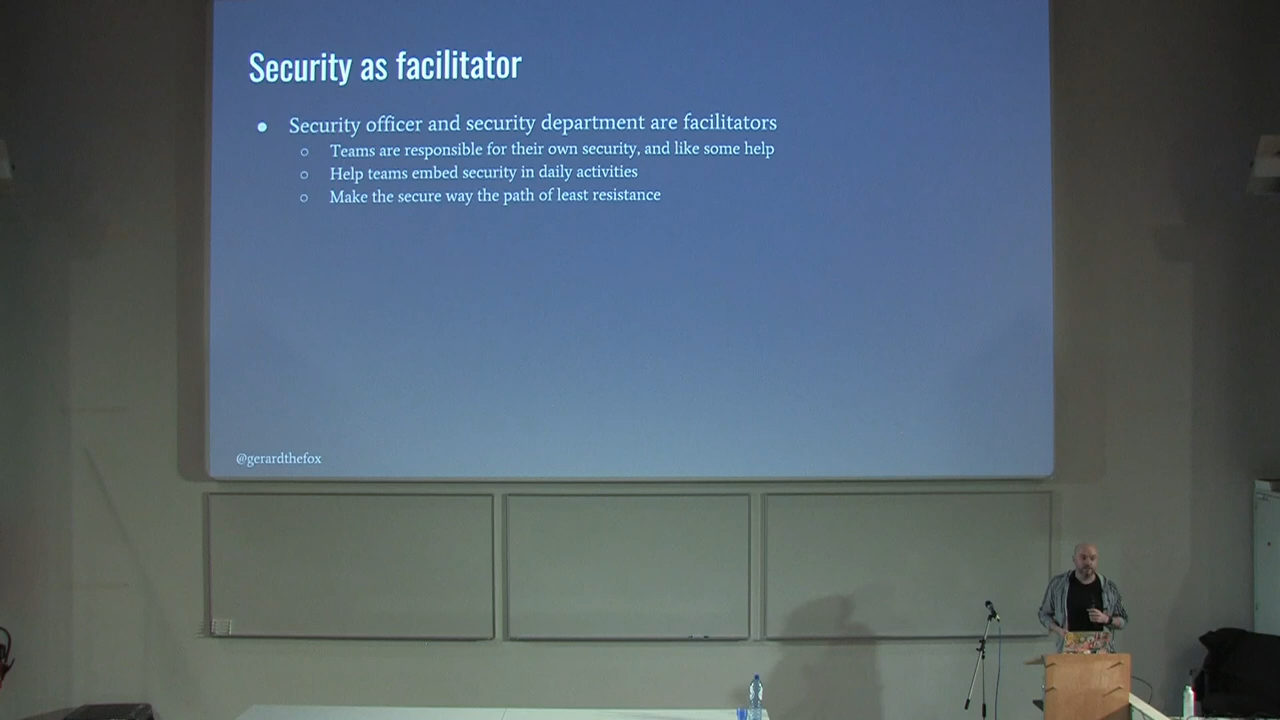 Security as facilitator
● Security officer and security department are facilitators
○ Teams are responsible for their own security, and like some help
○ Help teams embed security in daily activities
○ Make the secure way the path of least resistance
@gerardthefox